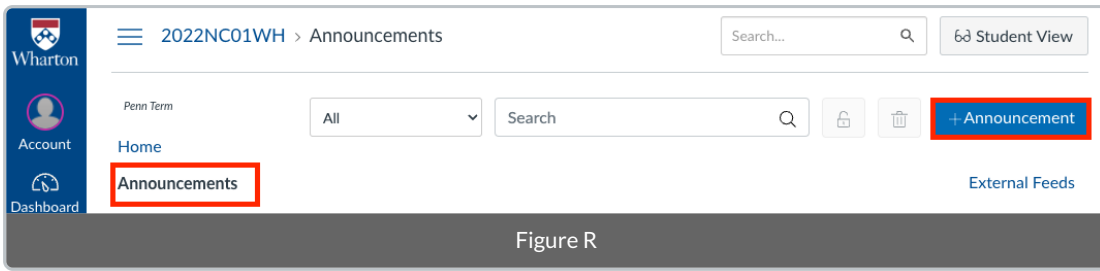 Wharton
2022NC01WH > Announcements
Search...
Student View
Account
Dashboard
Penn Term
Home
Announcements
All
Search
+Announcement
External Feeds
Figure R